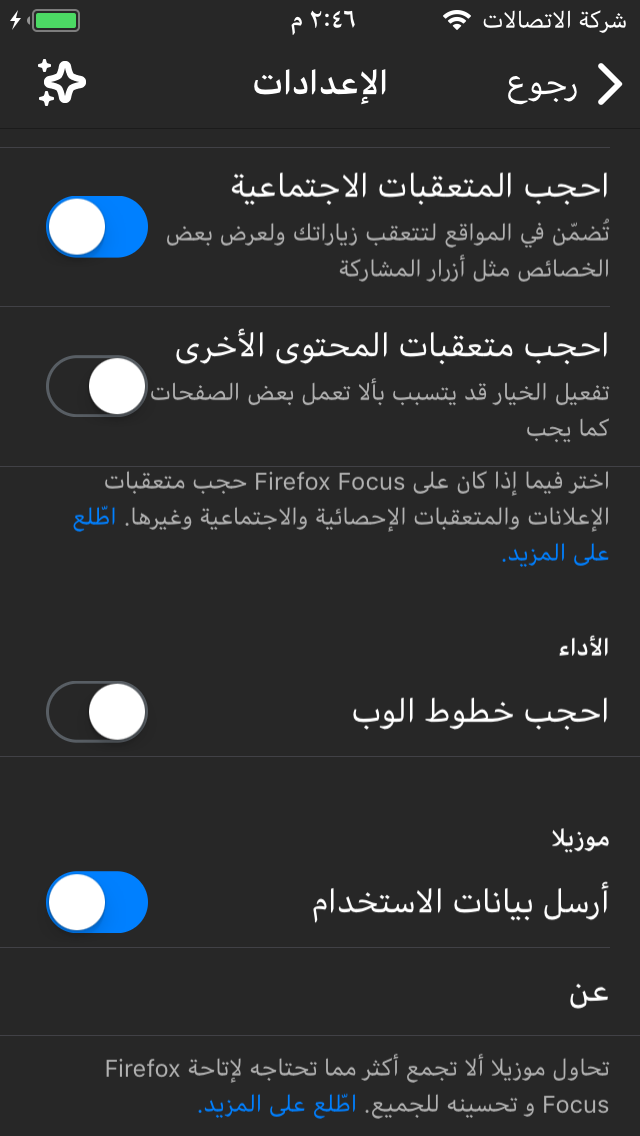 شركة الاتصالات ٢:٤٦ م
رجوع الإعدادات
احجب المتعقبات الاجتماعية
تُضمّن في المواقع لتتعقب زياراتك ولعرض بعض
الخصائص مثل أزرار المشاركة
احجب متعقبات المحتوى الأخرى
تفعيل الخيار قد يتسبب بألا تعمل بعض الصفحات
كما يجب
اختر فيما إذا كان على Firefox Focus حجب متعقبات
الإعلانات والمتعقبات الإحصائية والاجتماعية وغيرها. اطّلع
على المزيد.
الأداء
احجب خطوط الوب
موزيلا
أرسل بيانات الاستخدام
عن
تحاول موزيلا ألا تجمع أكثر مما تحتاجه لإتاحة Firefox
Focus و تحسينه للجميع. اطّلع على المزيد.